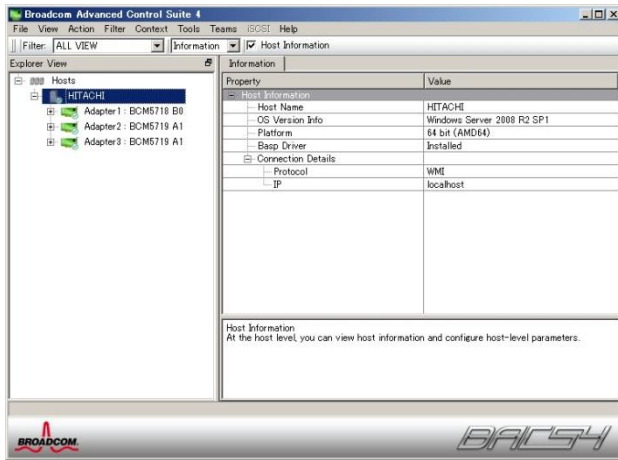 Broadcom Advanced Control Suite 4
File View Action Filter Context Tools Teams iSCSI Help
Filter: ALL VIEW Information Host Information
Explorer View
Information
Hosts
HITACHI
Adapter1 : BCM5718 B0
Adapter2 : BCM5719 A1
Adapter3 : BCM5719 A1
Property Value
Host Information
Host Name HITACHI
OS Version Info Windows Server 2008 R2 SP1
Platform 64 bit (AMD64)
Basp Driver Installed
Connection Details
Protocol WMI
IP localhost
Host Information
At the host level, you can view host information and configure host-level parameters.
BROADCOM.
BACS4